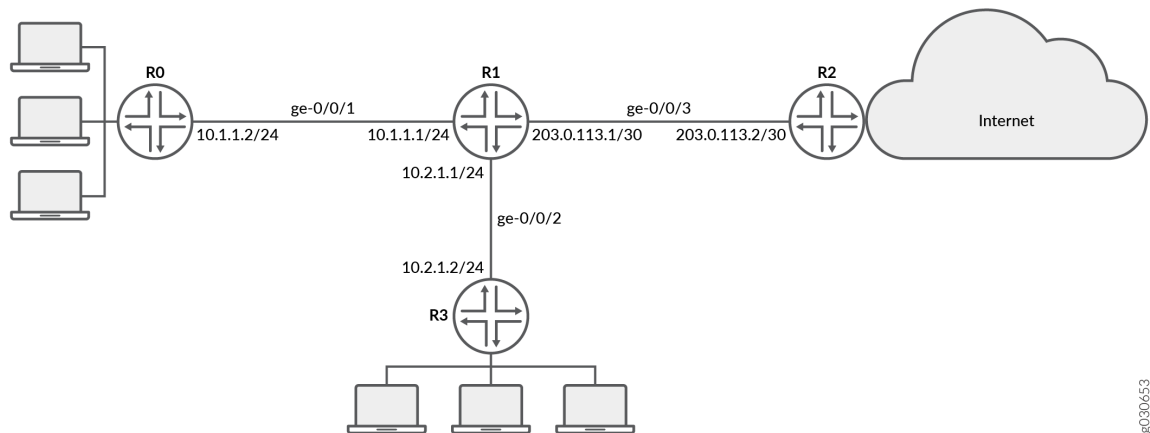 R0
R1
R2
ge-0/0/1
ge-0/0/3
Internet
10.1.1.2/24
10.1.1.1/24
203.0.113.1/30
203.0.113.2/30
10.2.1.1/24
ge-0/0/2
10.2.1.2/24
R3
g030653